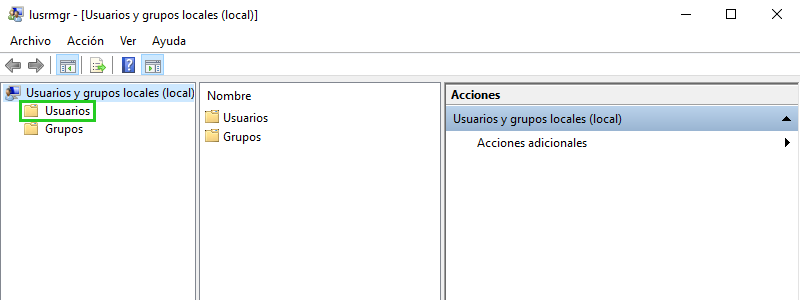 lusrmgr - [Usuarios y grupos locales (local)]
Archivo Acción Ver Ayuda
Usuarios y grupos locales (local)
Usuarios
Grupos
Nombre
Usuarios
Grupos
Acciones
Usuarios y grupos locales (local)
Acciones adicionales